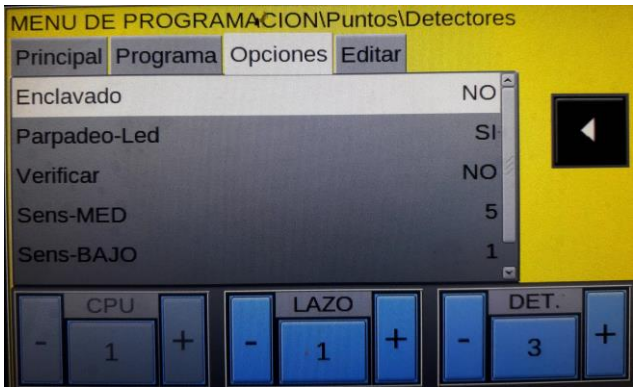 MENU DE PROGRAMACION\Puntos\Detectores
Principal Programa Opciones Editar
Enclavado NO
Parpadeo-Led SI
Verificar NO
Sens-MED 5
Sens-BAJO 1
CPU LAZO DET.
- 1 + - 1 + - 3 +